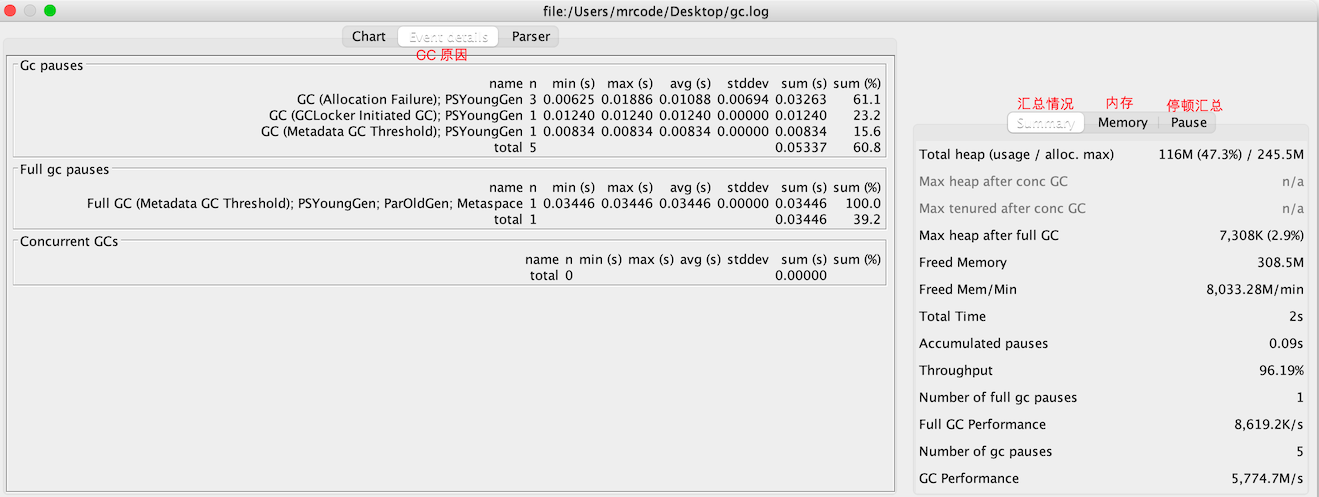 file:/Users/mrcode/Desktop/gc.log
Chart Event details Parser
GC 原因
Gc pauses
name n min (s) max (s) avg (s) stddev sum (s) sum (%)
GC (Allocation Failure); PSYoungGen 3 0.00625 0.01886 0.01088 0.00694 0.03263 61.1
GC (GCLocker Initiated GC); PSYoungGen 1 0.01240 0.01240 0.01240 0.00000 0.01240 23.2
GC (Metadata GC Threshold); PSYoungGen 1 0.00834 0.00834 0.00834 0.00000 0.00834 15.6
total 5 0.05337 60.8
Full gc pauses
name n min (s) max (s) avg (s) stddev sum (s) sum (%)
Full GC (Metadata GC Threshold); PSYoungGen; ParOldGen; Metaspace 1 0.03446 0.03446 0.03446 0.00000 0.03446 100.0
total 1 0.03446 39.2
Concurrent GCs
name n min (s) max (s) avg (s) stddev sum (s) sum (%)
total 0 0.00000
汇总情况 内存 停顿汇总
Summary Memory Pause
Total heap (usage / alloc. max) 116M (47.3%) / 245.5M
Max heap after conc GC n/a
Max tenured after conc GC n/a
Max heap after full GC 7,308K (2.9%)
Freed Memory 308.5M
Freed Mem/Min 8,033.28M/min
Total Time 2s
Accumulated pauses 0.09s
Throughput 96.19%
Number of full gc pauses 1
Full GC Performance 8,619.2K/s
Number of gc pauses 5
GC Performance 5,774.7M/s